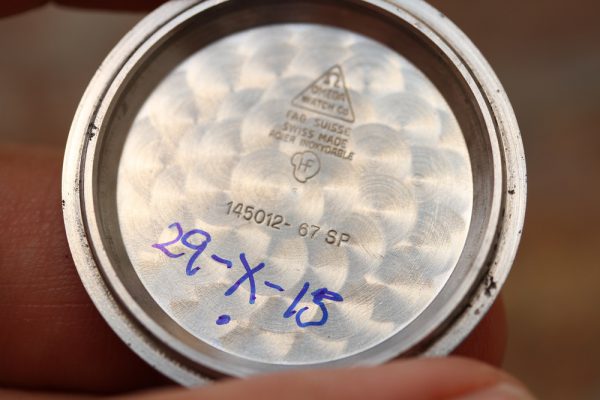 Ω
OMEGA
WATCH CO
FAB. SUISSE
SWISS MADE
ACIER INOXYDABLE
HF
145012- 67 SP
29-X-15